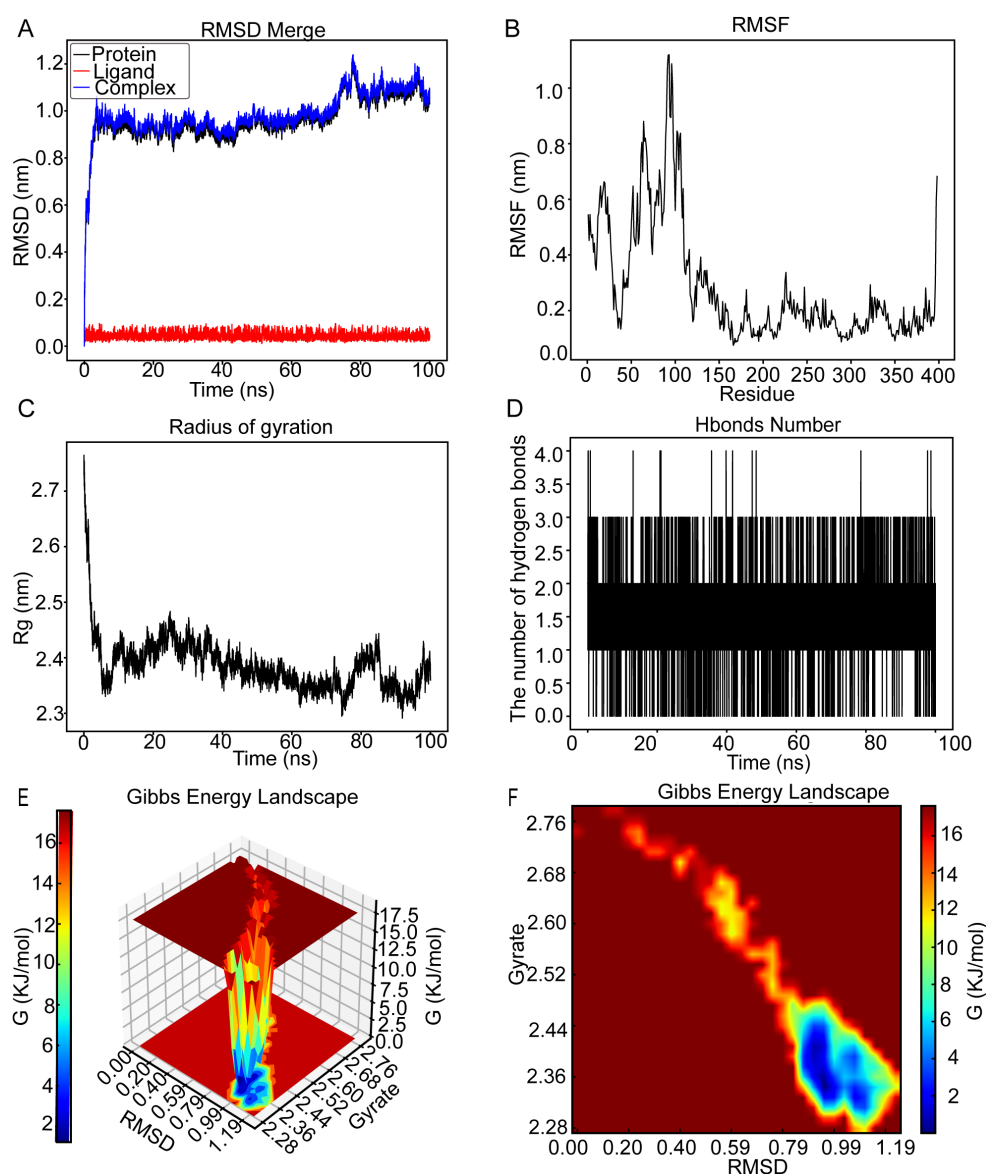 A
RMSD Merge
Protein
Ligand
Complex
1.2
1.0
0.8
0.6
0.4
0.2
0.0
RMSD (nm)
0 20 40 60 80 100
Time (ns)
B
RMSF
1.0
0.8
0.6
0.4
0.2
0.0
RMSF (nm)
0 50 100 150 200 250 300 350 400
Residue
C
Radius of gyration
2.7
2.6
2.5
2.4
2.3
Rg (nm)
0 20 40 60 80 100
Time (ns)
D
Hbonds Number
4.0
3.5
3.0
2.5
2.0
1.5
1.0
0.5
0.0
The number of hydrogen bonds
0 20 40 60 80 100
Time (ns)
E
Gibbs Energy Landscape
16
14
12
10
8
6
4
2
G (KJ/mol)
17.5
15.0
12.5
10.0
7.5
5.0
2.5
0.0
G (KJ/mol)
0.00
0.20
0.40
0.59
0.79
0.99
1.19
RMSD
2.76
2.68
2.60
2.52
2.44
2.36
2.28
Gyrate
F
Gibbs Energy Landscape
2.76
2.68
2.60
2.52
2.44
2.36
2.28
Gyrate
0.00 0.20 0.40 0.59 0.79 0.99 1.19
RMSD
16
14
12
10
8
6
4
2
G (KJ/mol)